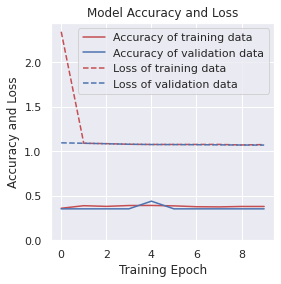 Model Accuracy and Loss
Accuracy of training data
Accuracy of validation data
Loss of training data
Loss of validation data
Accuracy and Loss
2.0
1.5
1.0
0.5
0.0
0 2 4 6 8
Training Epoch